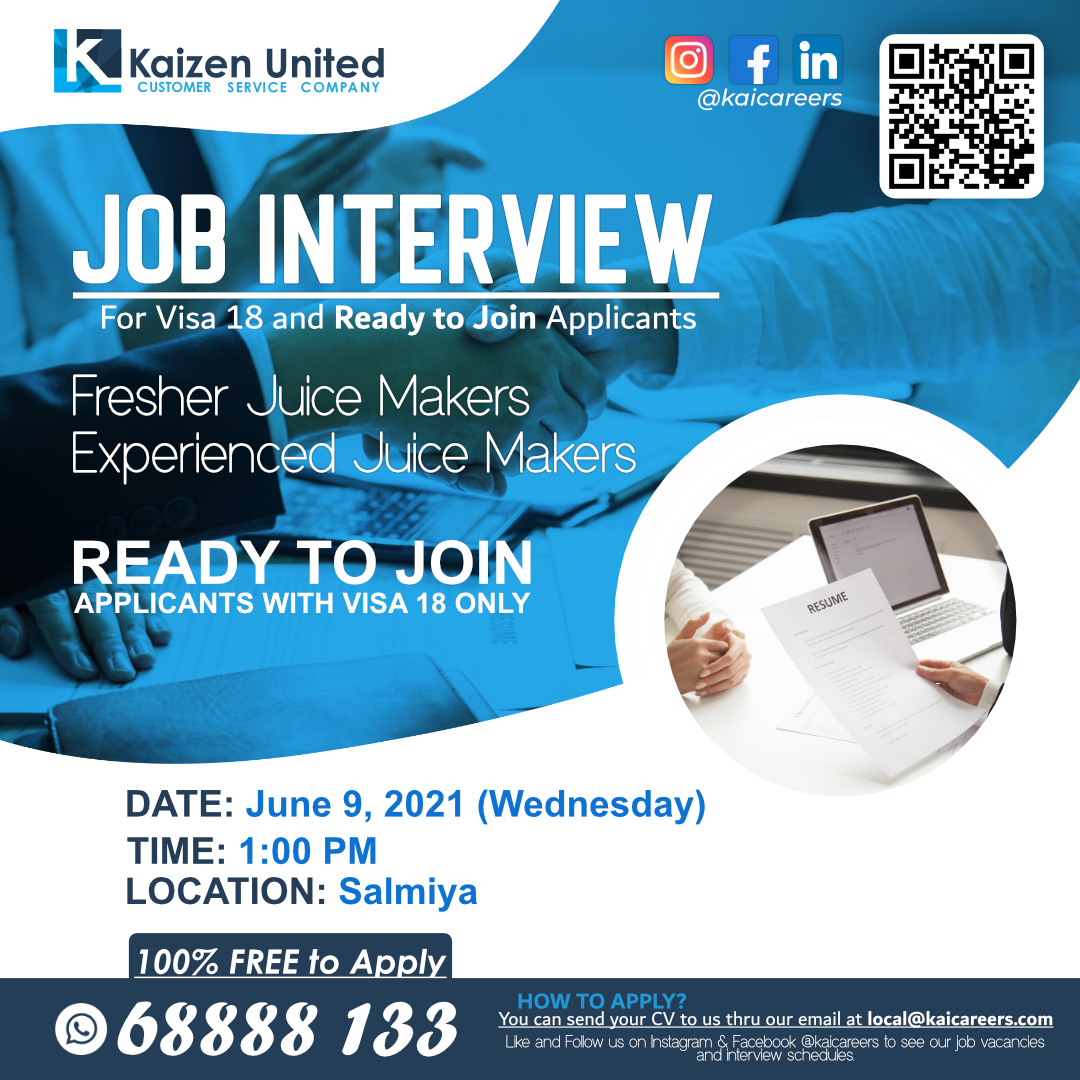 Kaizen United
CUSTOMER SERVICE COMPANY
@kaicareers
JOB INTERVIEW
For Visa 18 and Ready to Join Applicants
Fresher Juice Makers
Experienced Juice Makers
READY TO JOIN
APPLICANTS WITH VISA 18 ONLY
RESUME
DATE: June 9, 2021 (Wednesday)
TIME: 1:00 PM
LOCATION: Salmiya
100% FREE to Apply
68888 133
HOW TO APPLY?
You can send your CV to us thru our email at local@kaicareers.com
Like and Follow us on Instagram & Facebook @kaicareers to see our job vacancies
and interview schedules.